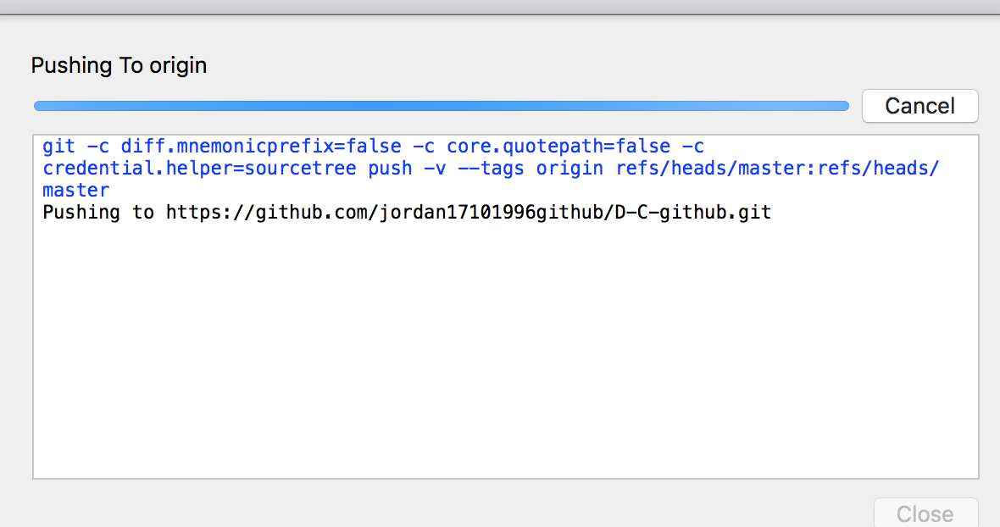 Pushing To origin
Cancel
git -c diff.mnemonicprefix=false -c core.quotepath=false -c
credential.helper=sourcetree push -v --tags origin refs/heads/master:refs/heads/
master
Pushing to https://github.com/jordan17101996github/D-C-github.git
Close